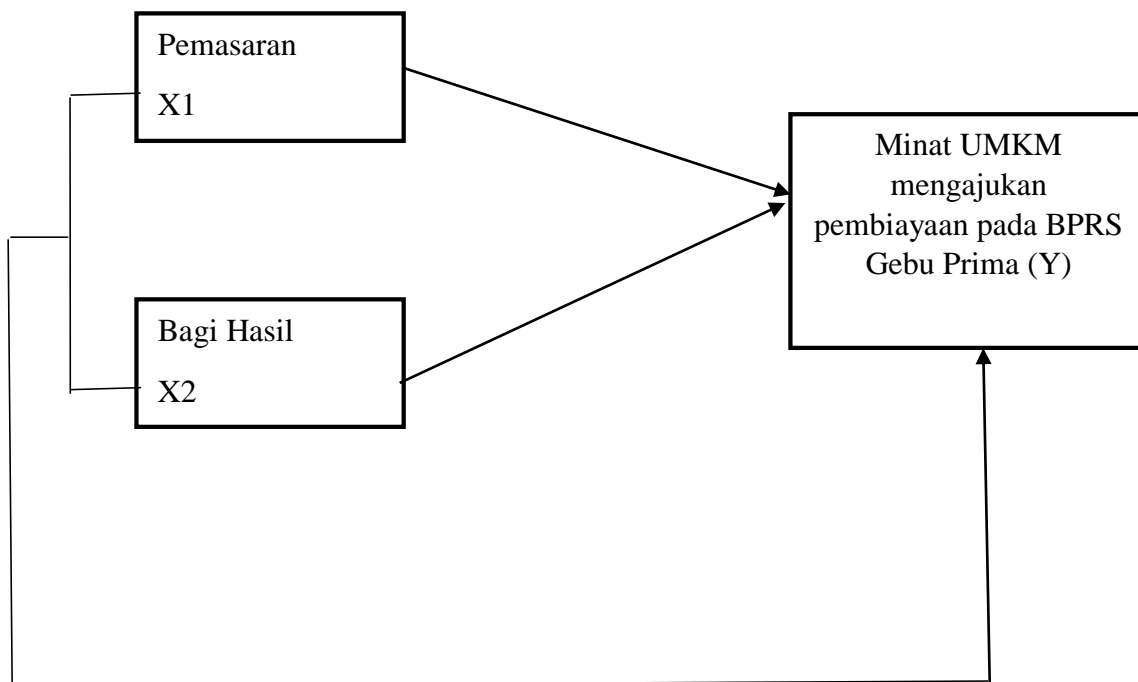 Pemasaran
X1
Minat UMKM
mengajukan
pembiayaan pada BPRS
Gebu Prima (Y)
Bagi Hasil
X2